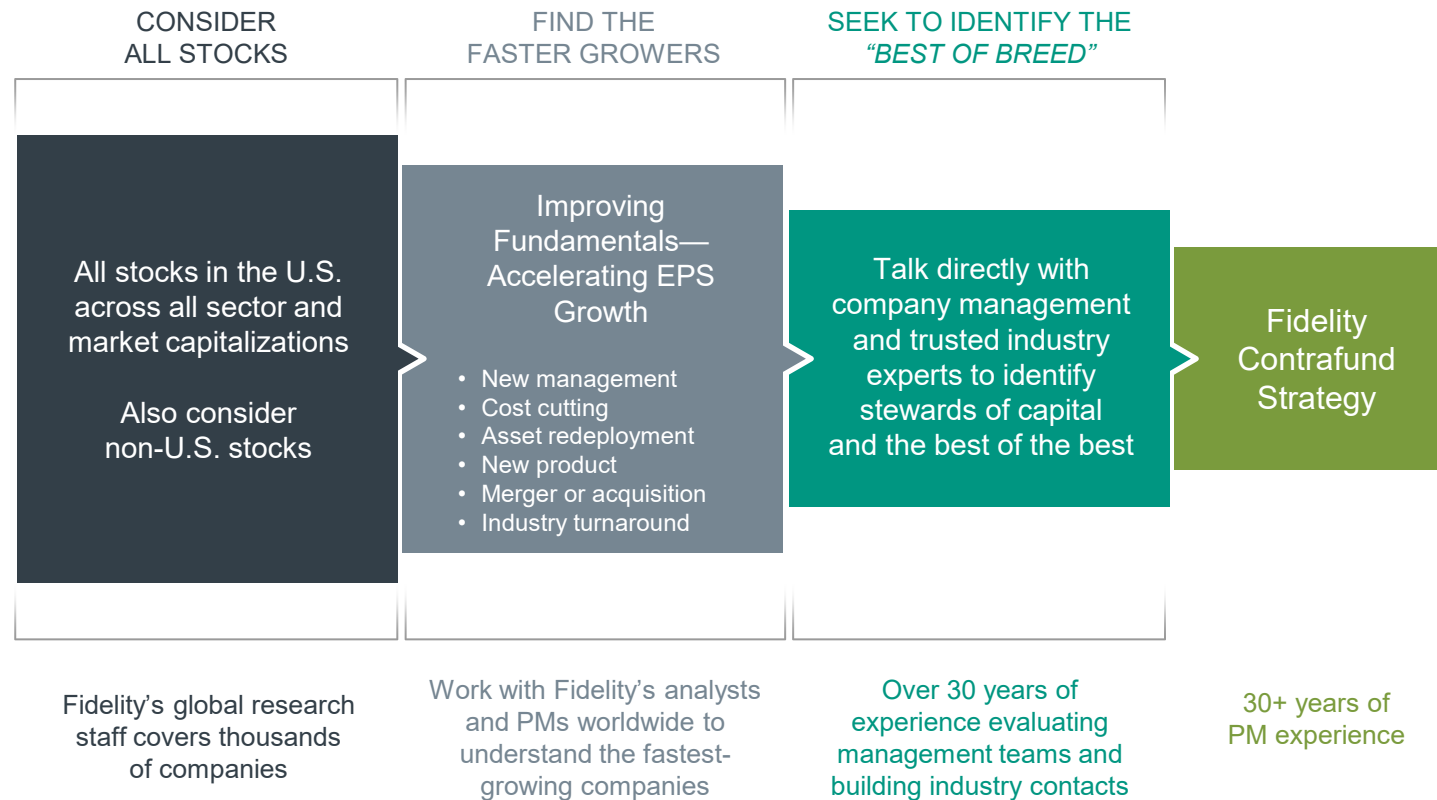 CONSIDER
ALL STOCKS
FIND THE
FASTER GROWERS
SEEK TO IDENTIFY THE
“BEST OF BREED”
All stocks in the U.S.
across all sector and
market capitalizations
Also consider
non-U.S. stocks
Improving
Fundamentals—
Accelerating EPS
Growth
• New management
• Cost cutting
• Asset redeployment
• New product
• Merger or acquisition
• Industry turnaround
Talk directly with
company management
and trusted industry
experts to identify
stewards of capital
and the best of the best
Fidelity
Contrafund
Strategy
Fidelity’s global research
staff covers thousands
of companies
Work with Fidelity’s analysts
and PMs worldwide to
understand the fastest-
growing companies
Over 30 years of
experience evaluating
management teams and
building industry contacts
30+ years of
PM experience